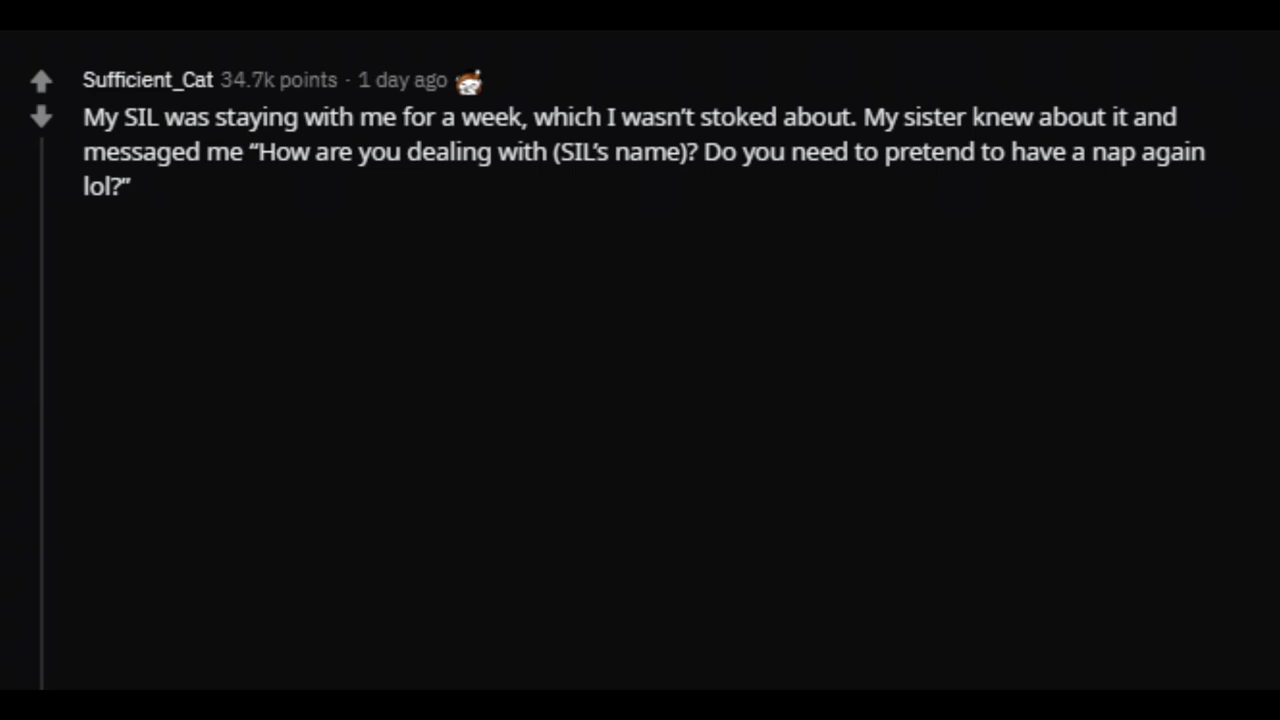 Sufficient_Cat 34.7k points · 1 day ago
My SIL was staying with me for a week, which I wasn’t stoked about. My sister knew about it and
messaged me “How are you dealing with (SIL’s name)? Do you need to pretend to have a nap again
lol?”